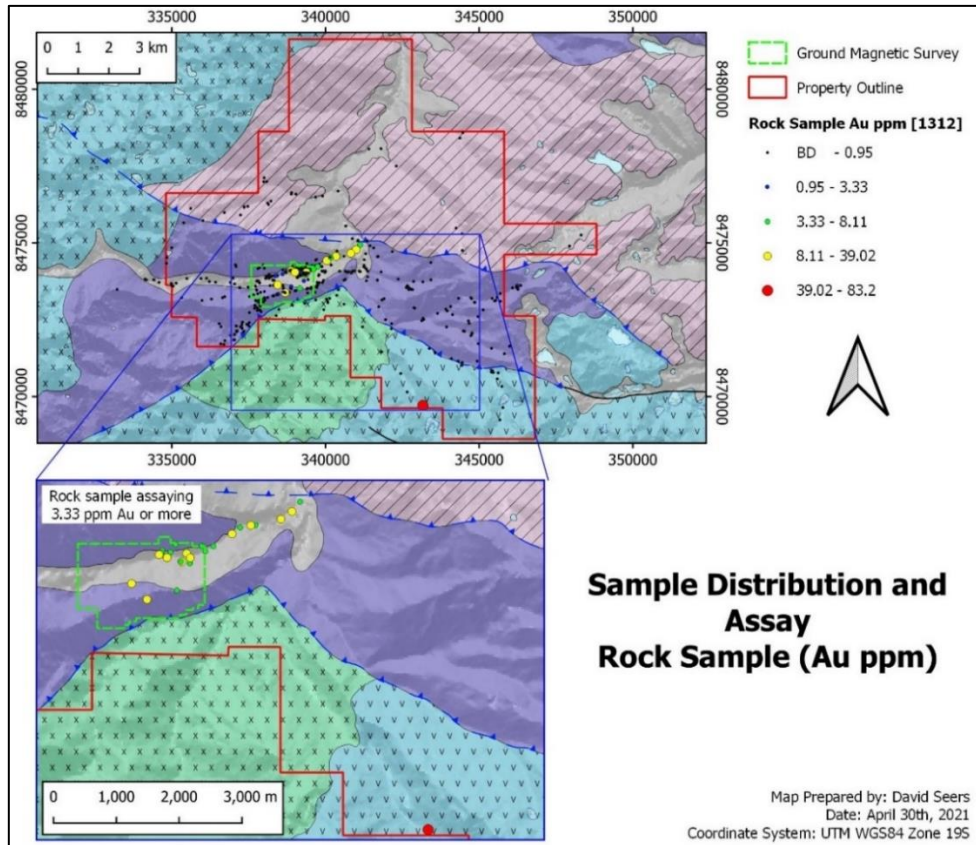 335000 340000 345000 350000
0 1 2 3 km
8480000 8480000
8475000 8475000
8470000 8470000
335000 340000 345000 350000
Ground Magnetic Survey
Property Outline
Rock Sample Au ppm [1312]
BD - 0.95
0.95 - 3.33
3.33 - 8.11
8.11 - 39.02
39.02 - 83.2
Rock sample assaying
3.33 ppm Au or more
0 1,000 2,000 3,000 m
Sample Distribution and
Assay
Rock Sample (Au ppm)
Map Prepared by: David Seers
Date: April 30th, 2021
Coordinate System: UTM WGS84 Zone 19S